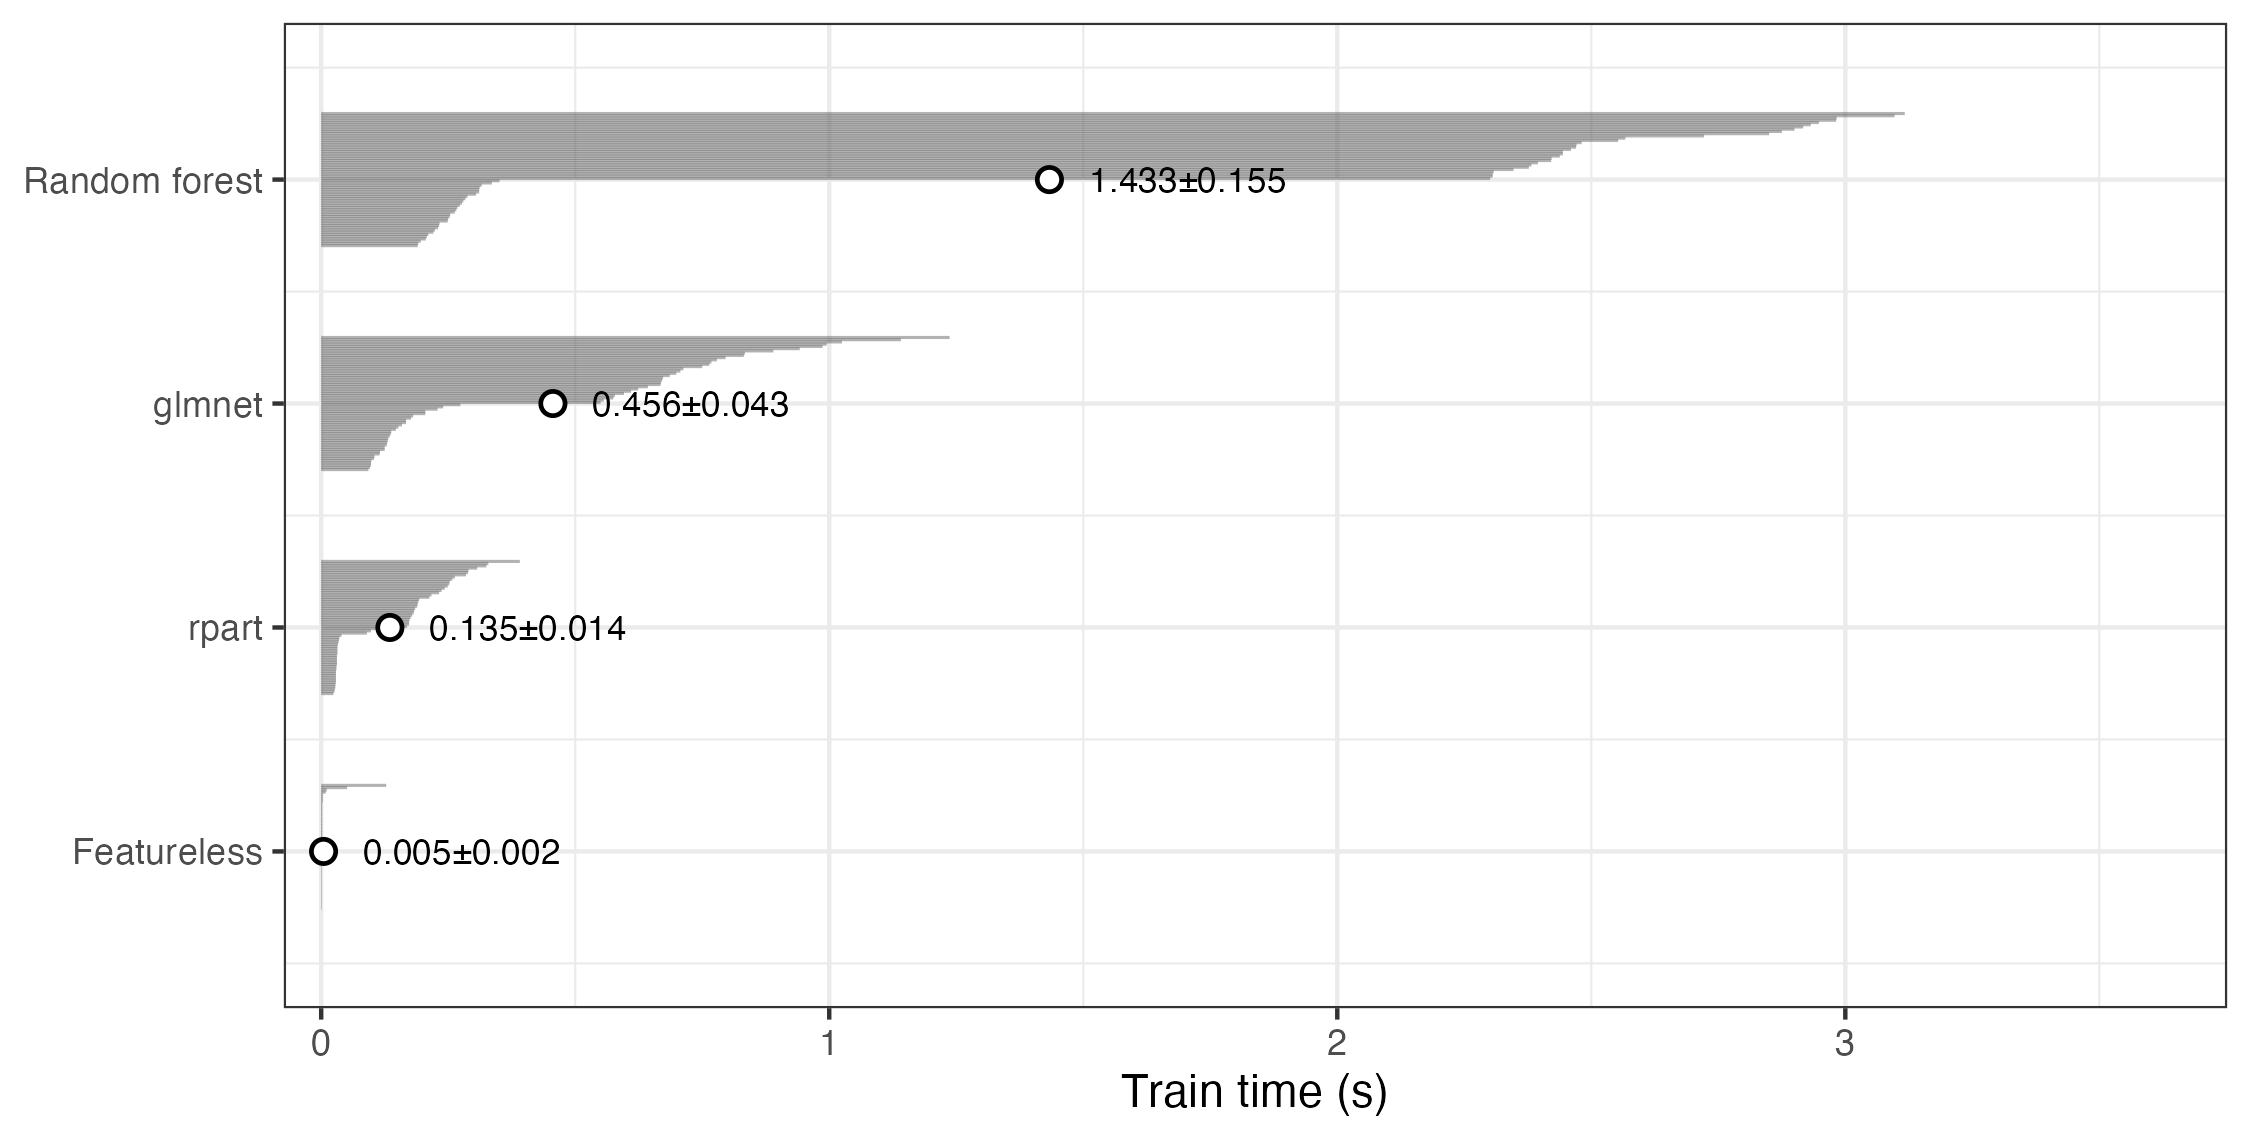 Random forest
1.433±0.155
glmnet
0.456±0.043
rpart
0.135±0.014
Featureless
0.005±0.002
0 1 2 3
Train time (s)